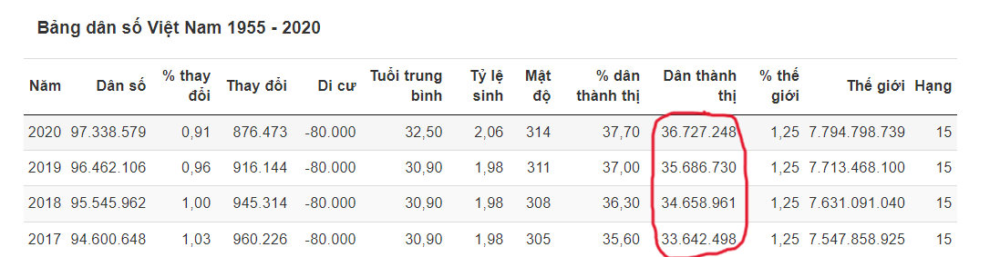 Bảng dân số Việt Nam 1955 - 2020
Năm Dân số % thay đổi Thay đổi Di cư Tuổi trung bình Tỷ lệ sinh Mật độ % dân thành thị Dân thành thị % thế giới Thế giới Hạng
2020 97.338.579 0,91 876.473 -80.000 32,50 2,06 314 37,70 36.727.248 1,25 7.794.798.739 15
2019 96.462.106 0,96 916.144 -80.000 30,90 1,98 311 37,00 35.686.730 1,25 7.713.468.100 15
2018 95.545.962 1,00 945.314 -80.000 30,90 1,98 308 36,30 34.658.961 1,25 7.631.091.040 15
2017 94.600.648 1,03 960.226 -80.000 30,90 1,98 305 35,60 33.642.498 1,25 7.547.858.925 15